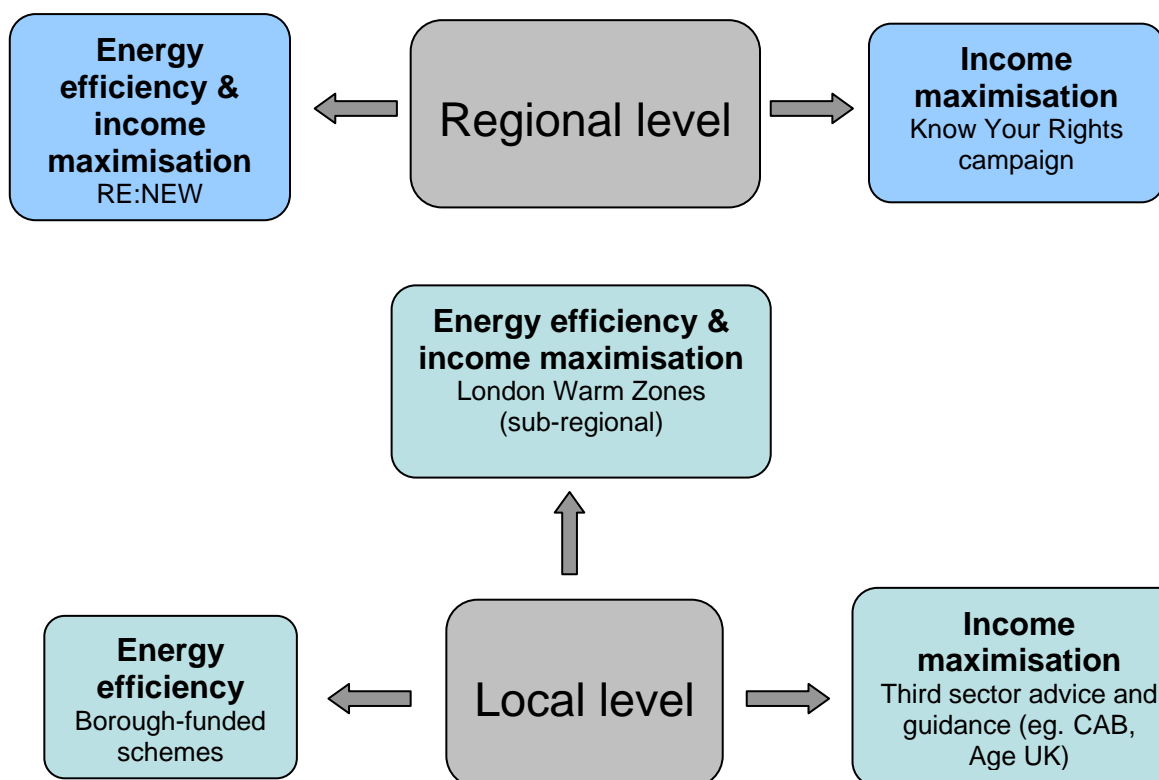 Energy
efficiency &
income
maximisation
RE:NEW
Regional level
Income
maximisation
Know Your Rights
campaign
Energy efficiency &
income maximisation
London Warm Zones
(sub-regional)
Energy
efficiency
Borough-funded
schemes
Local level
Income
maximisation
Third sector advice and
guidance (eg. CAB,
Age UK)